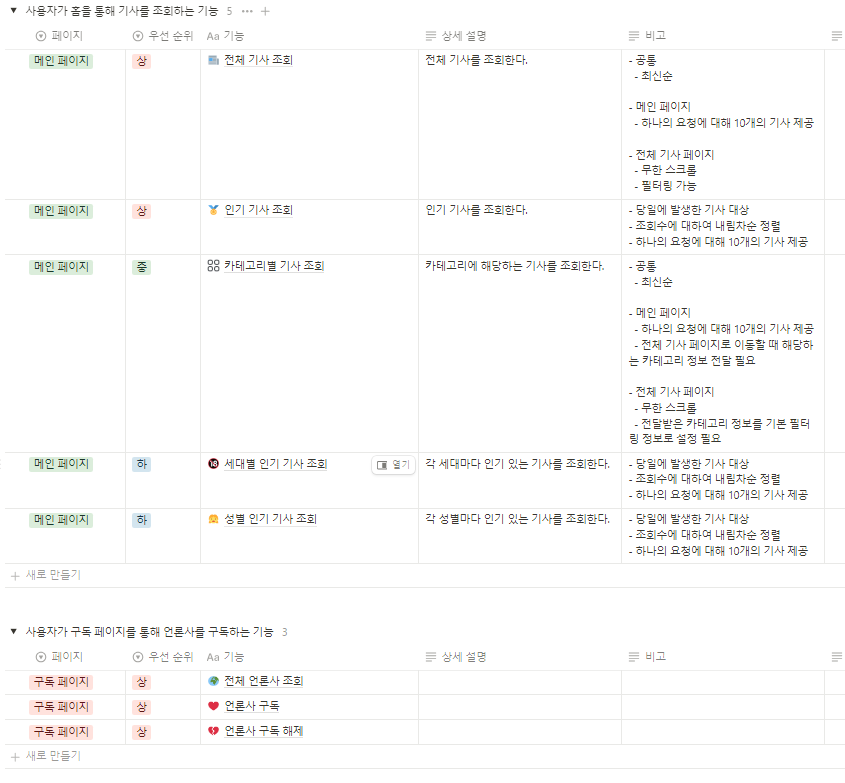 사용자가 홈을 통해 기사를 조회하는 기능 5
페이지 우선 순위 Aa 기능 상세 설명 비고
메인 페이지 상 전체 기사 조회 전체 기사를 조회한다. - 공통
- 최신순
- 메인 페이지
- 하나의 요청에 대해 10개의 기사 제공
- 전체 기사 페이지
- 무한 스크롤
- 필터링 가능
메인 페이지 상 인기 기사 조회 인기 기사를 조회한다. - 당일에 발생한 기사 대상
- 조회수에 대하여 내림차순 정렬
- 하나의 요청에 대해 10개의 기사 제공
메인 페이지 중 카테고리별 기사 조회 카테고리에 해당하는 기사를 조회한다. - 공통
- 최신순
- 메인 페이지
- 하나의 요청에 대해 10개의 기사 제공
- 전체 기사 페이지로 이동할 때 해당하
는 카테고리 정보 전달 필요
- 전체 기사 페이지
- 무한 스크롤
- 전달받은 카테고리 정보를 기본 필터
링 정보로 설정 필요
메인 페이지 하 세대별 인기 기사 조회 열기 각 세대마다 인기 있는 기사를 조회한다. - 당일에 발생한 기사 대상
- 조회수에 대하여 내림차순 정렬
- 하나의 요청에 대해 10개의 기사 제공
메인 페이지 하 성별 인기 기사 조회 각 성별마다 인기 있는 기사를 조회한다. - 당일에 발생한 기사 대상
- 조회수에 대하여 내림차순 정렬
- 하나의 요청에 대해 10개의 기사 제공
+ 새로 만들기
사용자가 구독 페이지를 통해 언론사를 구독하는 기능 3
페이지 우선 순위 Aa 기능 상세 설명 비고
구독 페이지 상 전체 언론사 조회
구독 페이지 상 언론사 구독
구독 페이지 상 언론사 구독 해제
+ 새로 만들기